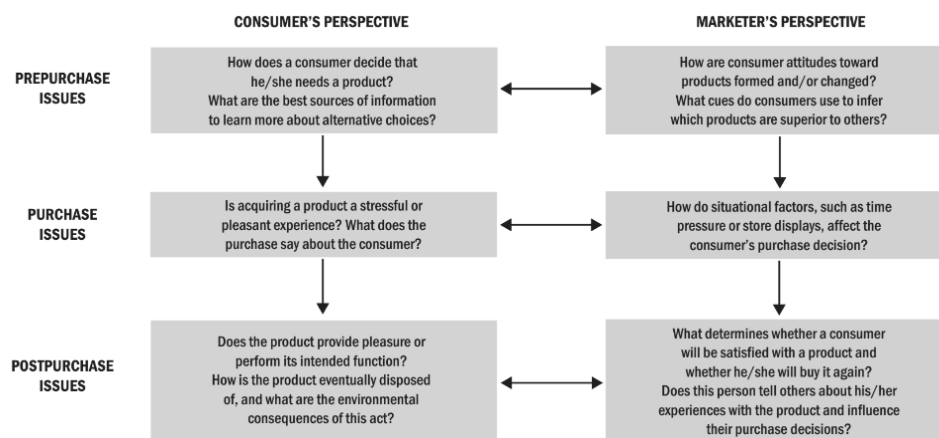 CONSUMER'S PERSPECTIVE
MARKETER'S PERSPECTIVE
PREPURCHASE
ISSUES
How does a consumer decide that
he/she needs a product?
What are the best sources of information
to learn more about alternative choices?
How are consumer attitudes toward
products formed and/or changed?
What cues do consumers use to infer
which products are superior to others?
PURCHASE
ISSUES
Is acquiring a product a stressful or
pleasant experience? What does the
purchase say about the consumer?
How do situational factors, such as time
pressure or store displays, affect the
consumer's purchase decision?
POSTPURCHASE
ISSUES
Does the product provide pleasure or
perform its intended function?
How is the product eventually disposed
of, and what are the environmental
consequences of this act?
What determines whether a consumer
will be satisfied with a product and
whether he/she will buy it again?
Does this person tell others about his/her
experiences with the product and influence
their purchase decisions?